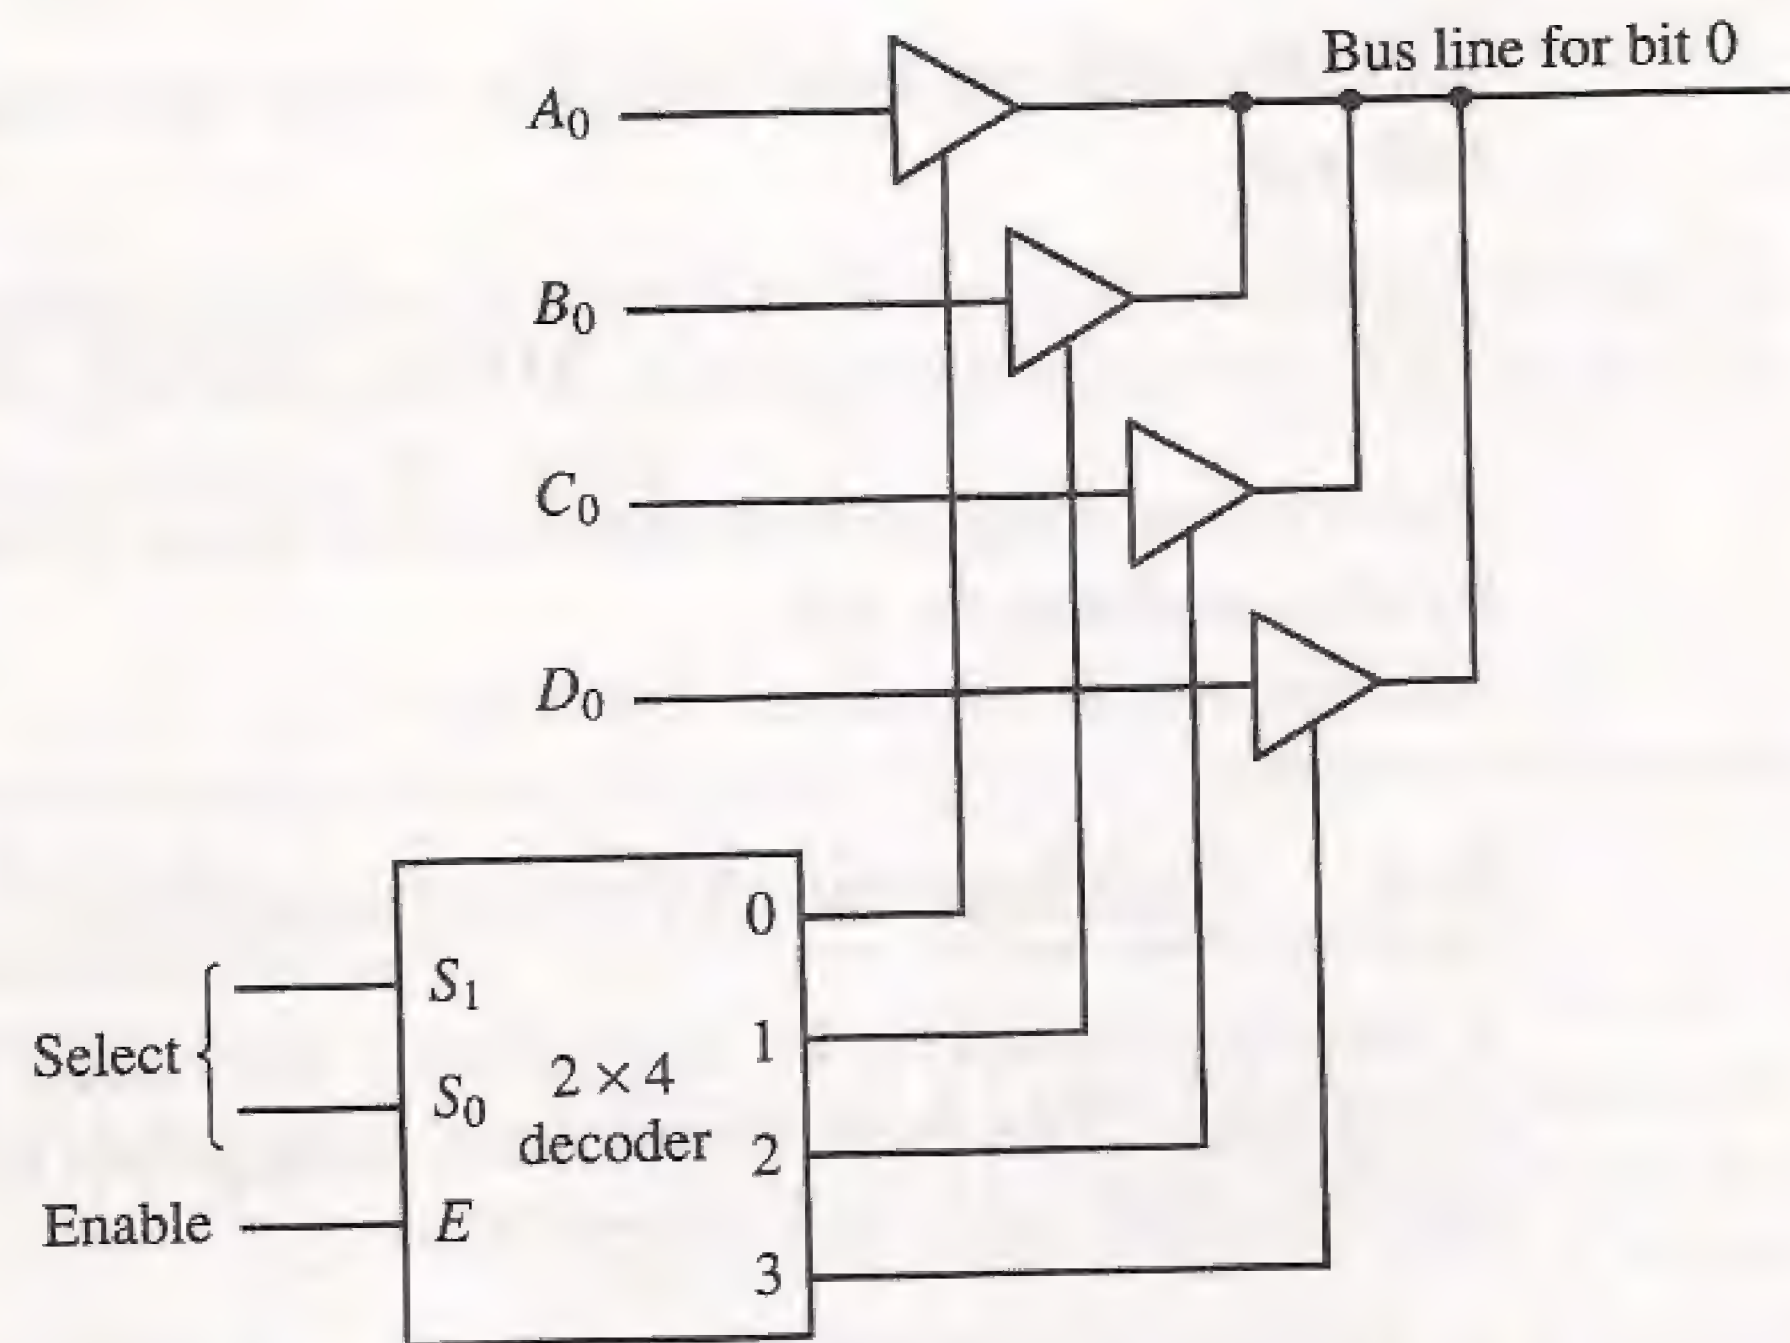 Bus line for bit 0
A₀
B₀
C₀
D₀
Select
S₁
S₀
Enable
E
2 × 4
decoder
0
1
2
3